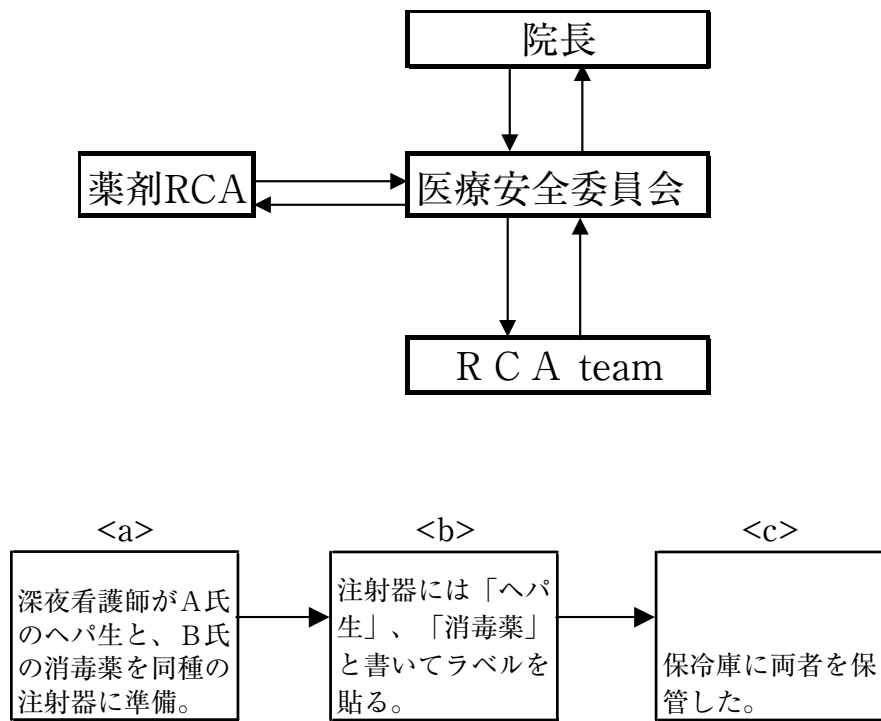 院長
薬剤RCA
医療安全委員会
ＲＣＡ team
<a>
<b>
<c>
深夜看護師がＡ氏
のヘパ生と、Ｂ氏
の消毒薬を同種の
注射器に準備。
注射器には「ヘパ
生」、「消毒薬」
と書いてラベルを
貼る。
保冷庫に両者を保
管した。